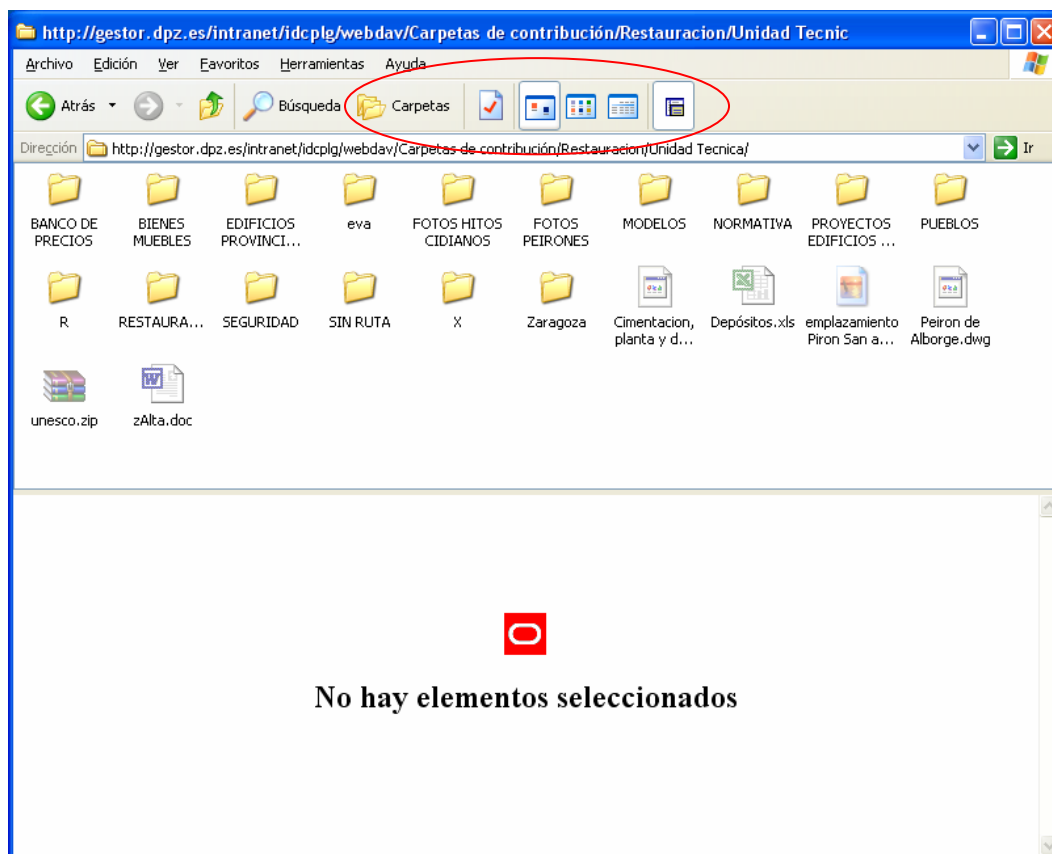 http://gestor.dpz.es/intranet/idcplg/webdav/Carpetas de contribución/Restauracion/Unidad Tecnic
Archivo Edición Ver Favoritos Herramientas Ayuda
Atrás Búsqueda Carpetas
Dirección http://gestor.dpz.es/intranet/idcplg/webdav/Carpetas de contribución/Restauracion/Unidad Tecnica/ Ir
BANCO DE PRECIOS
BIENES MUEBLES
EDIFICIOS PROVINCI...
eva
FOTOS HITOS CIDIANOS
FOTOS PEIRONES
MODELOS
NORMATIVA
PROYECTOS EDIFICIOS ...
PUEBLOS
R
RESTAURA...
SEGURIDAD
SIN RUTA
X
Zaragoza
Cimentacion, planta y d...
Depósitos.xls
emplazamiento Piron San a...
Peiron de Alborge.dwg
unesco.zip
zAlta.doc
No hay elementos seleccionados